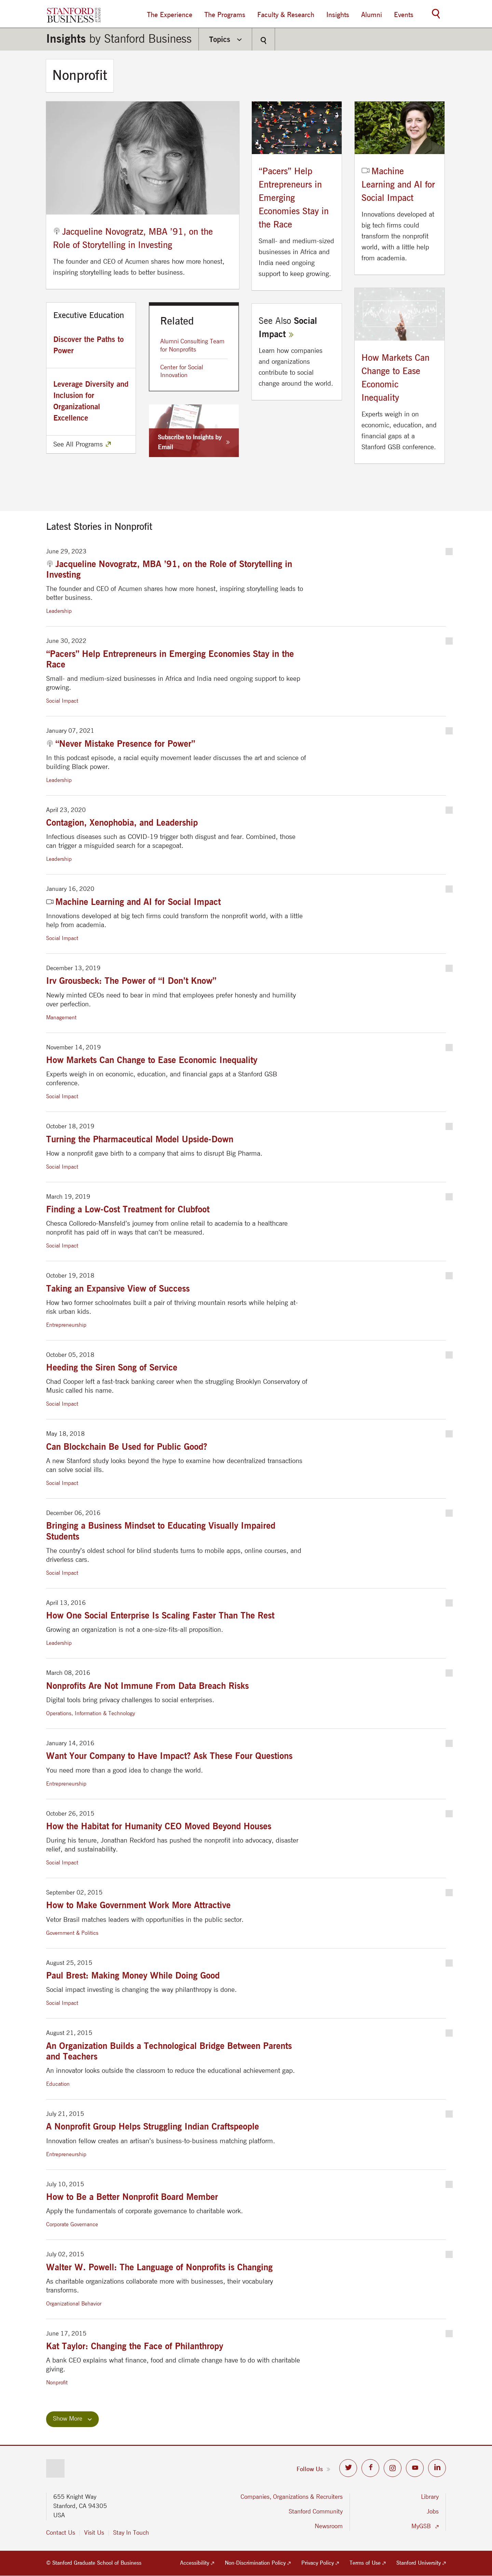 STANFORD
BUSINESS
The Experience
The Programs
Faculty & Research
Insights
Alumni
Events
Insights by Stanford Business
Topics
Nonprofit
Jacqueline Novogratz, MBA ’91, on the
Role of Storytelling in Investing
The founder and CEO of Acumen shares how more honest,
inspiring storytelling leads to better business.
“Pacers” Help
Entrepreneurs in
Emerging
Economies Stay in
the Race
Small- and medium-sized
businesses in Africa and
India need ongoing
support to keep growing.
Machine
Learning and AI for
Social Impact
Innovations developed at
big tech firms could
transform the nonprofit
world, with a little help
from academia.
Executive Education
Discover the Paths to
Power
Leverage Diversity and
Inclusion for
Organizational
Excellence
See All Programs
Related
Alumni Consulting Team
for Nonprofits
Center for Social
Innovation
Subscribe to Insights by
Email
See Also Social
Impact »
Learn how companies
and organizations
contribute to social
change around the world.
How Markets Can
Change to Ease
Economic
Inequality
Experts weigh in on
economic, education, and
financial gaps at a
Stanford GSB conference.
Latest Stories in Nonprofit
June 29, 2023
Jacqueline Novogratz, MBA ’91, on the Role of Storytelling in
Investing
The founder and CEO of Acumen shares how more honest, inspiring storytelling leads to
better business.
Leadership
June 30, 2022
“Pacers” Help Entrepreneurs in Emerging Economies Stay in the
Race
Small- and medium-sized businesses in Africa and India need ongoing support to keep
growing.
Social Impact
January 07, 2021
“Never Mistake Presence for Power”
In this podcast episode, a racial equity movement leader discusses the art and science of
building Black power.
Leadership
April 23, 2020
Contagion, Xenophobia, and Leadership
Infectious diseases such as COVID-19 trigger both disgust and fear. Combined, those
can trigger a misguided search for a scapegoat.
Leadership
January 16, 2020
Machine Learning and AI for Social Impact
Innovations developed at big tech firms could transform the nonprofit world, with a little
help from academia.
Social Impact
December 13, 2019
Irv Grousbeck: The Power of “I Don’t Know”
Newly minted CEOs need to bear in mind that employees prefer honesty and humility
over perfection.
Management
November 14, 2019
How Markets Can Change to Ease Economic Inequality
Experts weigh in on economic, education, and financial gaps at a Stanford GSB
conference.
Social Impact
October 18, 2019
Turning the Pharmaceutical Model Upside-Down
How a nonprofit gave birth to a company that aims to disrupt Big Pharma.
Social Impact
March 19, 2019
Finding a Low-Cost Treatment for Clubfoot
Chesca Colloredo-Mansfeld’s journey from online retail to academia to a healthcare
nonprofit has paid off in ways that can’t be measured.
Social Impact
October 19, 2018
Taking an Expansive View of Success
How two former schoolmates built a pair of thriving mountain resorts while helping at-
risk urban kids.
Entrepreneurship
October 05, 2018
Heeding the Siren Song of Service
Chad Cooper left a fast-track banking career when the struggling Brooklyn Conservatory of
Music called his name.
Social Impact
May 18, 2018
Can Blockchain Be Used for Public Good?
A new Stanford study looks beyond the hype to examine how decentralized transactions
can solve social ills.
Social Impact
December 06, 2016
Bringing a Business Mindset to Educating Visually Impaired
Students
The country’s oldest school for blind students turns to mobile apps, online courses, and
driverless cars.
Social Impact
April 13, 2016
How One Social Enterprise Is Scaling Faster Than The Rest
Growing an organization is not a one-size-fits-all proposition.
Leadership
March 08, 2016
Nonprofits Are Not Immune From Data Breach Risks
Digital tools bring privacy challenges to social enterprises.
Operations, Information & Technology
January 14, 2016
Want Your Company to Have Impact? Ask These Four Questions
You need more than a good idea to change the world.
Entrepreneurship
October 26, 2015
How the Habitat for Humanity CEO Moved Beyond Houses
During his tenure, Jonathan Reckford has pushed the nonprofit into advocacy, disaster
relief, and sustainability.
Social Impact
September 02, 2015
How to Make Government Work More Attractive
Vetor Brasil matches leaders with opportunities in the public sector.
Government & Politics
August 25, 2015
Paul Brest: Making Money While Doing Good
Social impact investing is changing the way philanthropy is done.
Social Impact
August 21, 2015
An Organization Builds a Technological Bridge Between Parents
and Teachers
An innovator looks outside the classroom to reduce the educational achievement gap.
Education
July 21, 2015
A Nonprofit Group Helps Struggling Indian Craftspeople
Innovation fellow creates an artisan’s business-to-business matching platform.
Entrepreneurship
July 10, 2015
How to Be a Better Nonprofit Board Member
Apply the fundamentals of corporate governance to charitable work.
Corporate Governance
July 02, 2015
Walter W. Powell: The Language of Nonprofits is Changing
As charitable organizations collaborate more with businesses, their vocabulary
transforms.
Organizational Behavior
June 17, 2015
Kat Taylor: Changing the Face of Philanthropy
A bank CEO explains what finance, food and climate change have to do with charitable
giving.
Nonprofit
Show More
Follow Us
655 Knight Way
Stanford, CA 94305
USA
Contact Us
Visit Us
Stay In Touch
Companies, Organizations & Recruiters
Stanford Community
Newsroom
Library
Jobs
MyGSB
© Stanford Graduate School of Business
Accessibility
Non-Discrimination Policy
Privacy Policy
Terms of Use
Stanford University